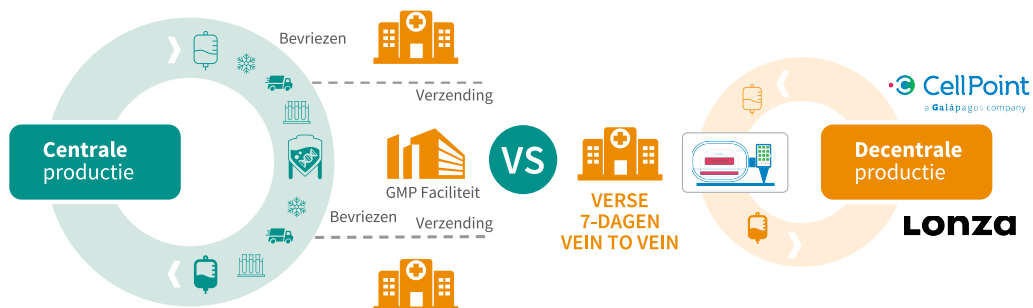 Bevriezen
Verzending
Centrale
productie
GMP Faciliteit
Bevriezen
Verzending
VS
VERSE
7-DAGEN
VEIN TO VEIN
Decentrale
productie
CellPoint
a Galápagos company
Lonza